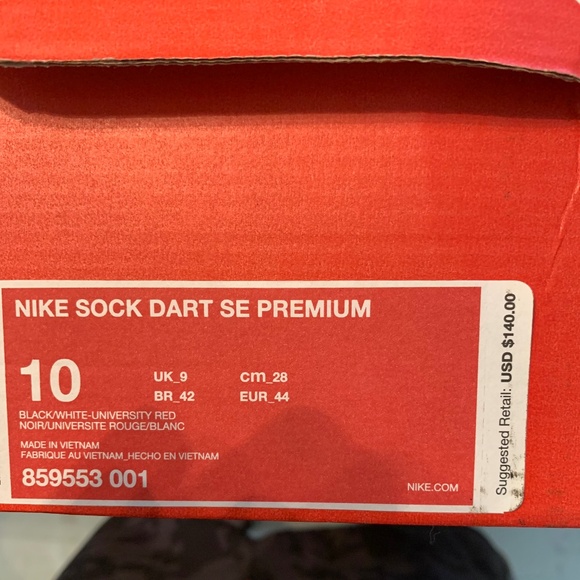 NIKE SOCK DART SE PREMIUM
10
UK_9
cm_28
BR_42
EUR_44
BLACK/WHITE-UNIVERSITY RED
NOIR/UNIVERSITE ROUGE/BLANC
MADE IN VIETNAM
FABRIQUE AU VIETNAM_HECHO EN VIETNAM
859553 001
NIKE.COM
Suggested Retail: USD $140.00